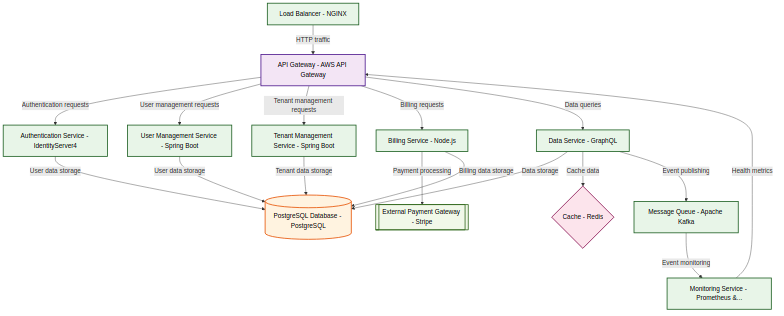 Load Balancer - NGINX
HTTP traffic
API Gateway - AWS API
Gateway
Authentication requests
User management requests
Tenant management
requests
Billing requests
Data queries
Authentication Service -
IdentityServer4
User Management Service
- Spring Boot
Tenant Management
Service - Spring Boot
Billing Service - Node.js
Data Service - GraphQL
User data storage
User data storage
Tenant data storage
Payment processing
Billing data storage
Data storage
Cache data
Event publishing
Health metrics
PostgreSQL Database -
PostgreSQL
External Payment Gateway
- Stripe
Cache - Redis
Message Queue - Apache
Kafka
Event monitoring
Monitoring Service -
Prometheus &...